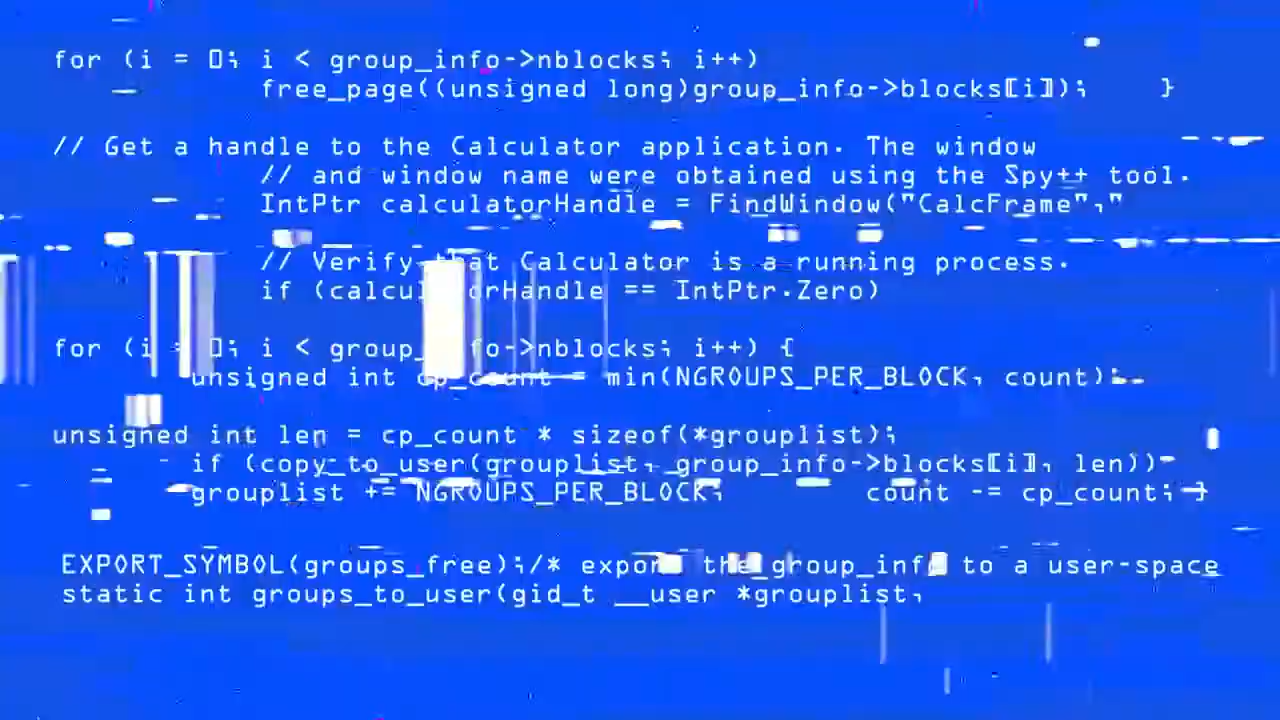 for (i = 0; i < group_info->nblocks; i++)
free_page((unsigned long)group_info->blocks[i]); }
// Get a handle to the Calculator application. The window
// and window name were obtained using the Spy++ tool.
IntPtr calculatorHandle = FindWindow("CalcFrame","
// Verify that Calculator is a running process.
if (calculatorHandle == IntPtr.Zero)
for (i = 0; i < group_info->nblocks; i++) {
unsigned int cp_count = min(NGROUPS_PER_BLOCK, count);
unsigned int len = cp_count * sizeof(*grouplist);
if (copy_to_user(grouplist, group_info->blocks[i], len))
grouplist += NGROUPS_PER_BLOCK; count -= cp_count; }
EXPORT_SYMBOL(groups_free);/* export the group_info to a user-space
static int groups_to_user(gid_t __user *grouplist,